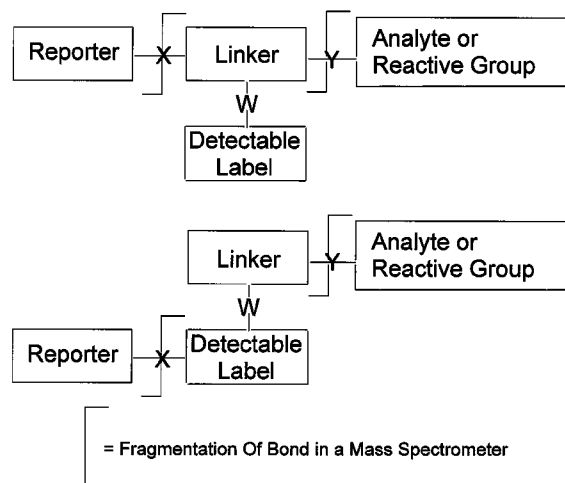 Reporter X Linker Y Analyte or
Reactive Group
W
Detectable
Label
Linker Y Analyte or
Reactive Group
W
Reporter X Detectable
Label
= Fragmentation Of Bond in a Mass Spectrometer